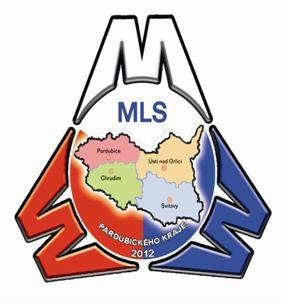 M
MLS
Pardubice
Ústí nad Orlicí
Chrudim
Svitavy
M
M
PARDUBICKÉHO KRAJE
2012